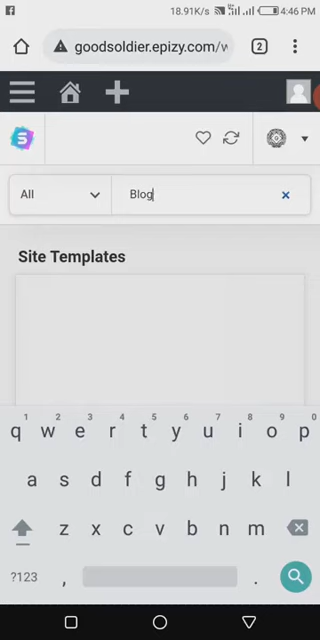 18.91K/s 4:46 PM
goodsoldier.epizy.com/w 2
All Blog
Site Templates
1 2 3 4 5 6 7 8 9 0
q w e r t y u i o p
a s d f g h j k l
z x c v b n m
?123 , .